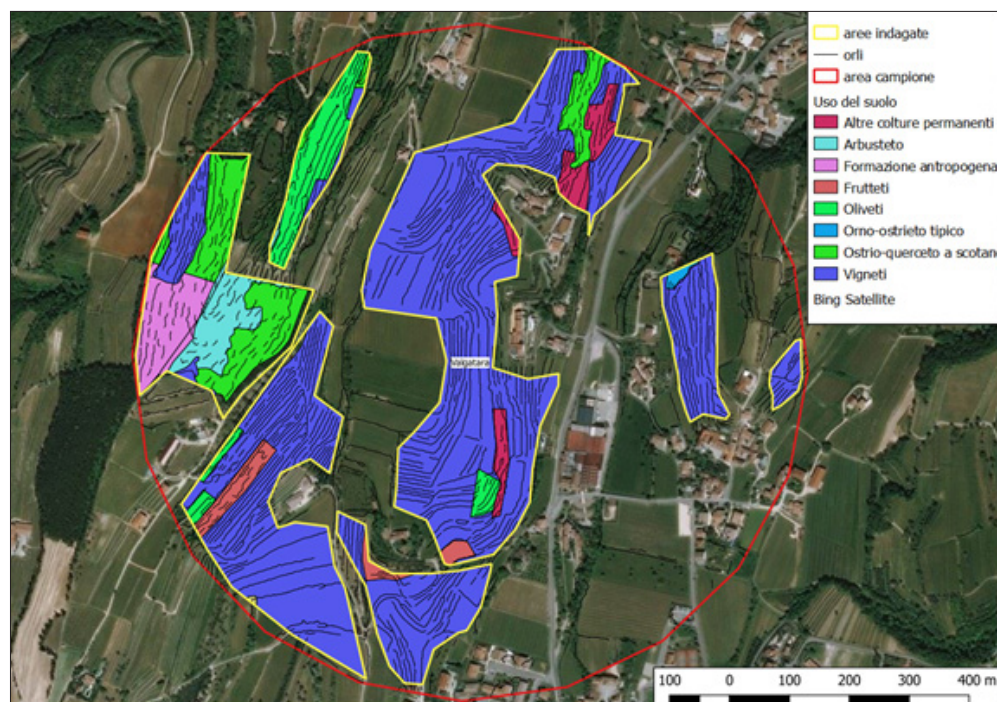 aree indagate
orli
area campione
Uso del suolo
Altre colture permanenti
Arbusteto
Formazione antropogena
Frutteti
Oliveti
Orno-ostrieto tipico
Ostrio-querceto a scotano
Vigneti
Bing Satellite
Valgatara
100 0 100 200 300 400 m